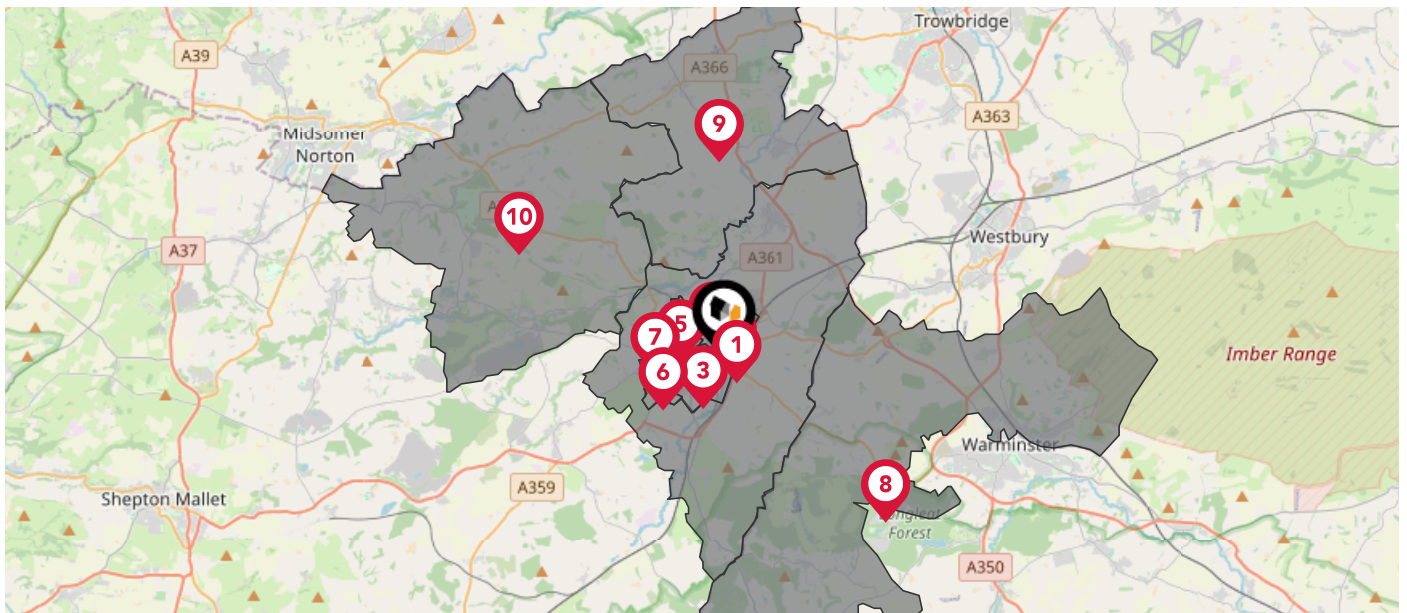 Trowbridge
A39
A366
A363
9
Midsomer
Norton
10
A37
Westbury
A361
5
7
1
6
3
Imber Range
Warminster
Shepton Mallet
A359
8
Longleat
Forest
A350